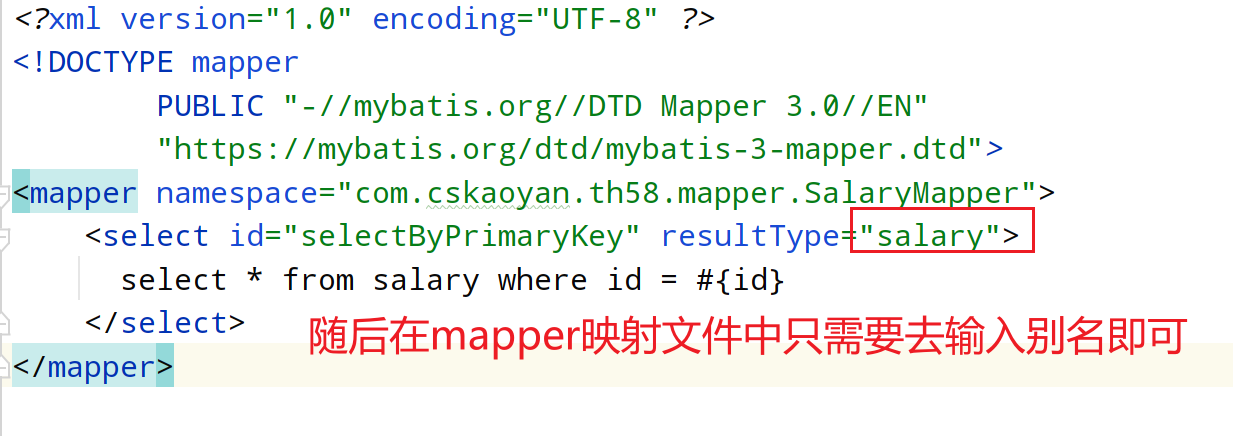 <?xml version="1.0" encoding="UTF-8" ?>
<!DOCTYPE mapper
PUBLIC "-//mybatis.org//DTD Mapper 3.0//EN"
"https://mybatis.org/dtd/mybatis-3-mapper.dtd">
<mapper namespace="com.cskaoyan.th58.mapper.SalaryMapper">
<select id="selectByPrimaryKey" resultType="salary">
select * from salary where id = #{id}
</select>
随后在mapper映射文件中只需要去输入别名即可
</mapper>